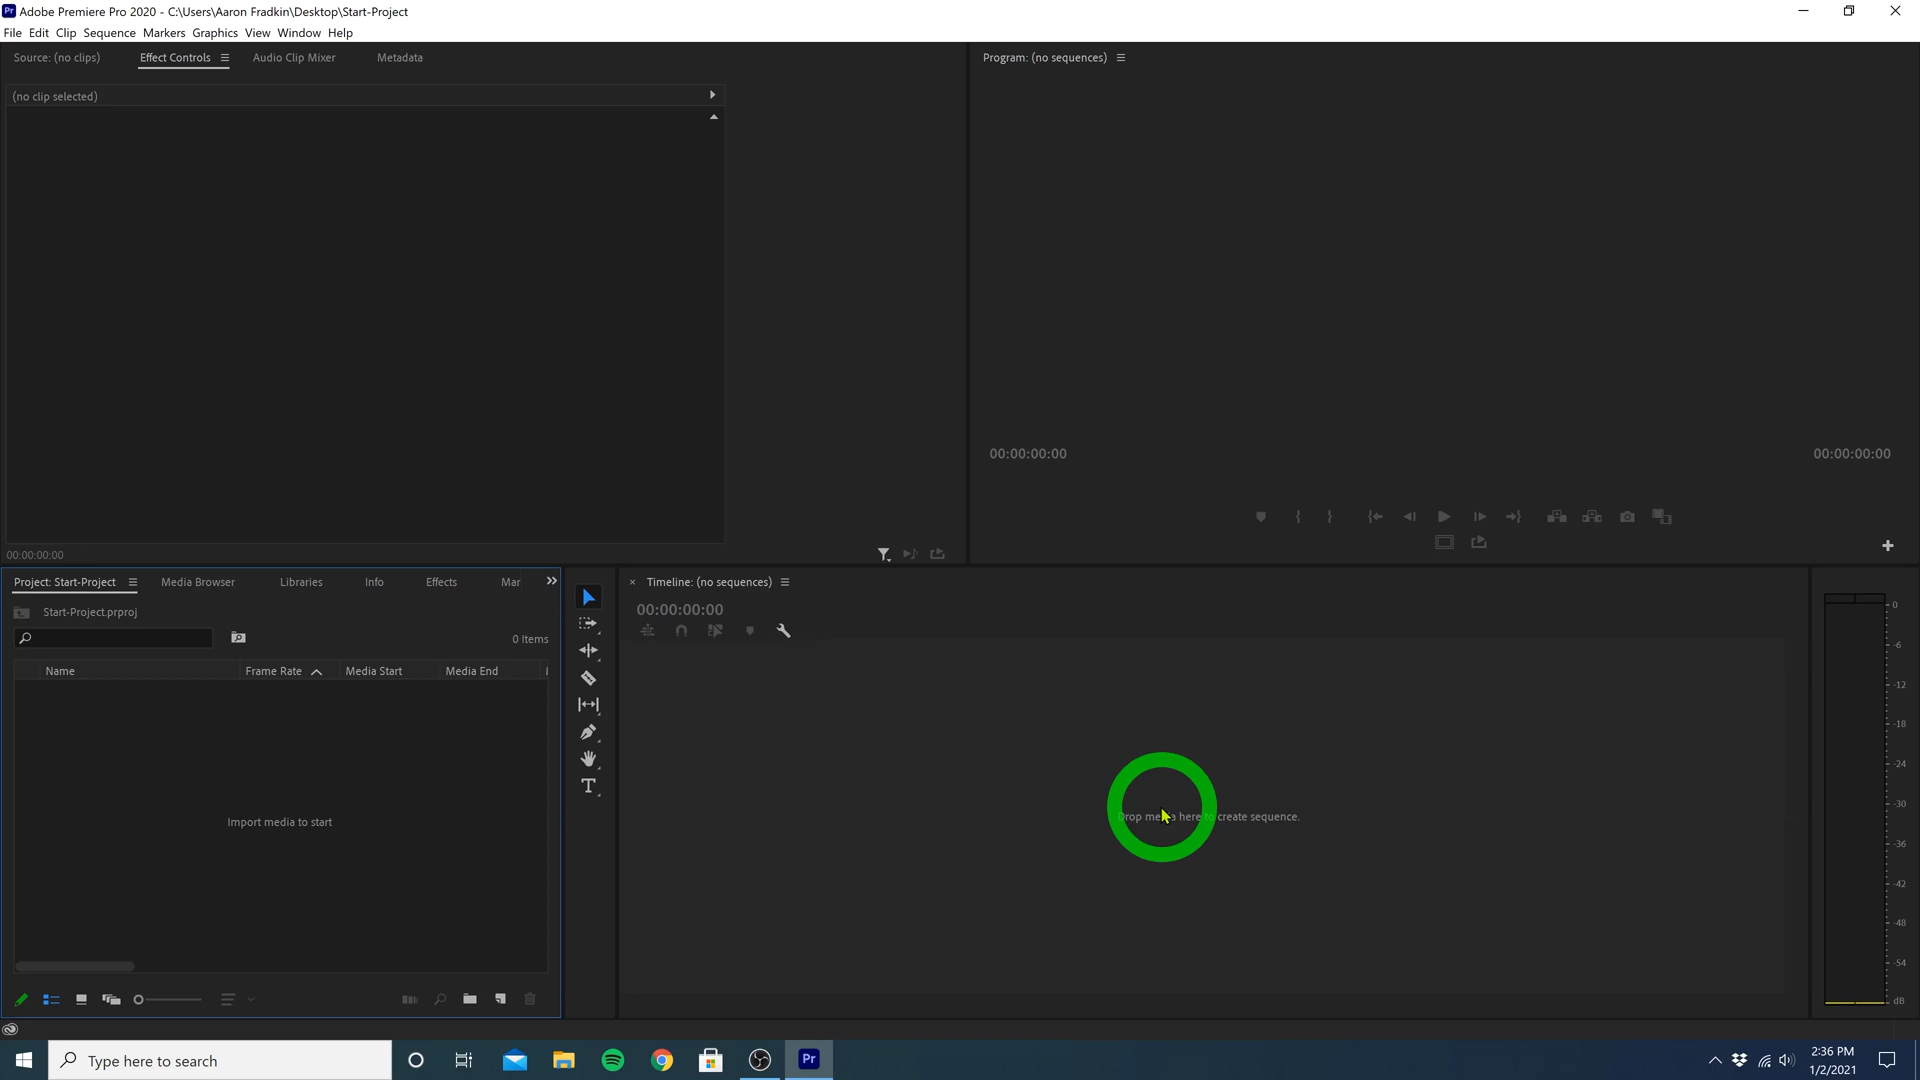 Pr Adobe Premiere Pro 2020 - C:\Users\Aaron Fradkin\Desktop\Start-Project
File Edit Clip Sequence Markers Graphics View Window Help
Source: (no clips) Effect Controls Audio Clip Mixer Metadata
Program: (no sequences)
(no clip selected)
00:00:00:00 00:00:00:00
00:00:00:00
Project: Start-Project Media Browser Libraries Info Effects Mar
Start-Project.prproj
0 Items
Name Frame Rate Media Start Media End
Import media to start
T
× Timeline: (no sequences)
00:00:00:00
Drop media here to create sequence.
0
-6
-12
-18
-24
-30
-36
-42
-48
-54
dB
Type here to search
Pr
2:36 PM
1/2/2021